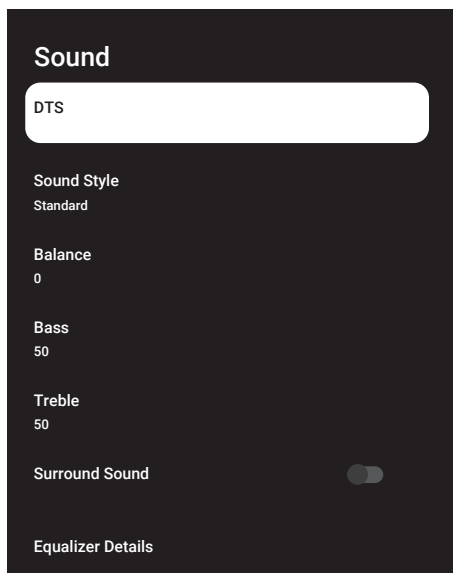 Sound
DTS
Sound Style
Standard
Balance
0
Bass
50
Treble
50
Surround Sound
Equalizer Details